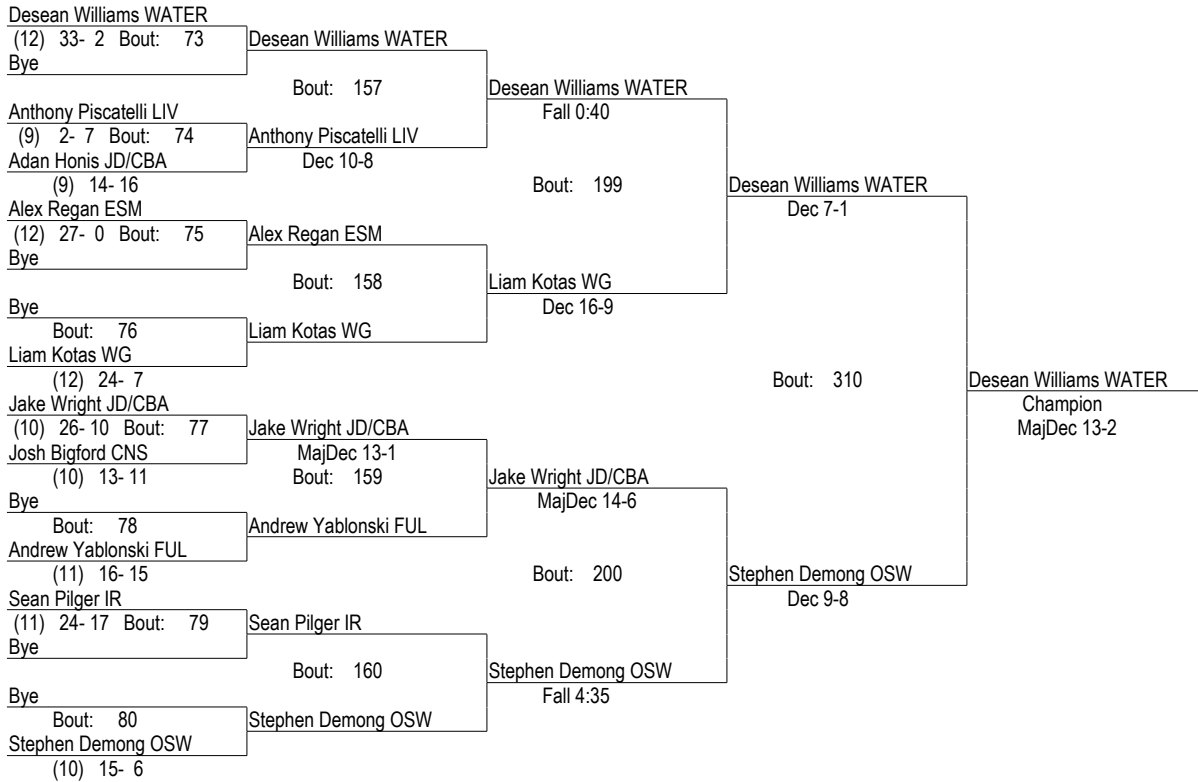 Desean Williams WATER
(12) 33- 2 Bout: 73
Desean Williams WATER
Bye
Bout: 157
Desean Williams WATER
Anthony Piscatelli LIV
Fall 0:40
(9) 2- 7 Bout: 74
Anthony Piscatelli LIV
Adan Honis JD/CBA
Dec 10-8
(9) 14- 16
Bout: 199
Desean Williams WATER
Alex Regan ESM
Dec 7-1
(12) 27- 0 Bout: 75
Alex Regan ESM
Bye
Bout: 158
Liam Kotas WG
Bye
Dec 16-9
Bout: 76
Liam Kotas WG
Liam Kotas WG
(12) 24- 7
Bout: 310
Desean Williams WATER
Jake Wright JD/CBA
Champion
(10) 26- 10 Bout: 77
Jake Wright JD/CBA
MajDec 13-2
Josh Bigford CNS
MajDec 13-1
(10) 13- 11
Bout: 159
Jake Wright JD/CBA
Bye
MajDec 14-6
Bout: 78
Andrew Yablonski FUL
Andrew Yablonski FUL
(11) 16- 15
Bout: 200
Stephen Demong OSW
Sean Pilger IR
Dec 9-8
(11) 24- 17 Bout: 79
Sean Pilger IR
Bye
Bout: 160
Stephen Demong OSW
Bye
Fall 4:35
Bout: 80
Stephen Demong OSW
Stephen Demong OSW
(10) 15- 6